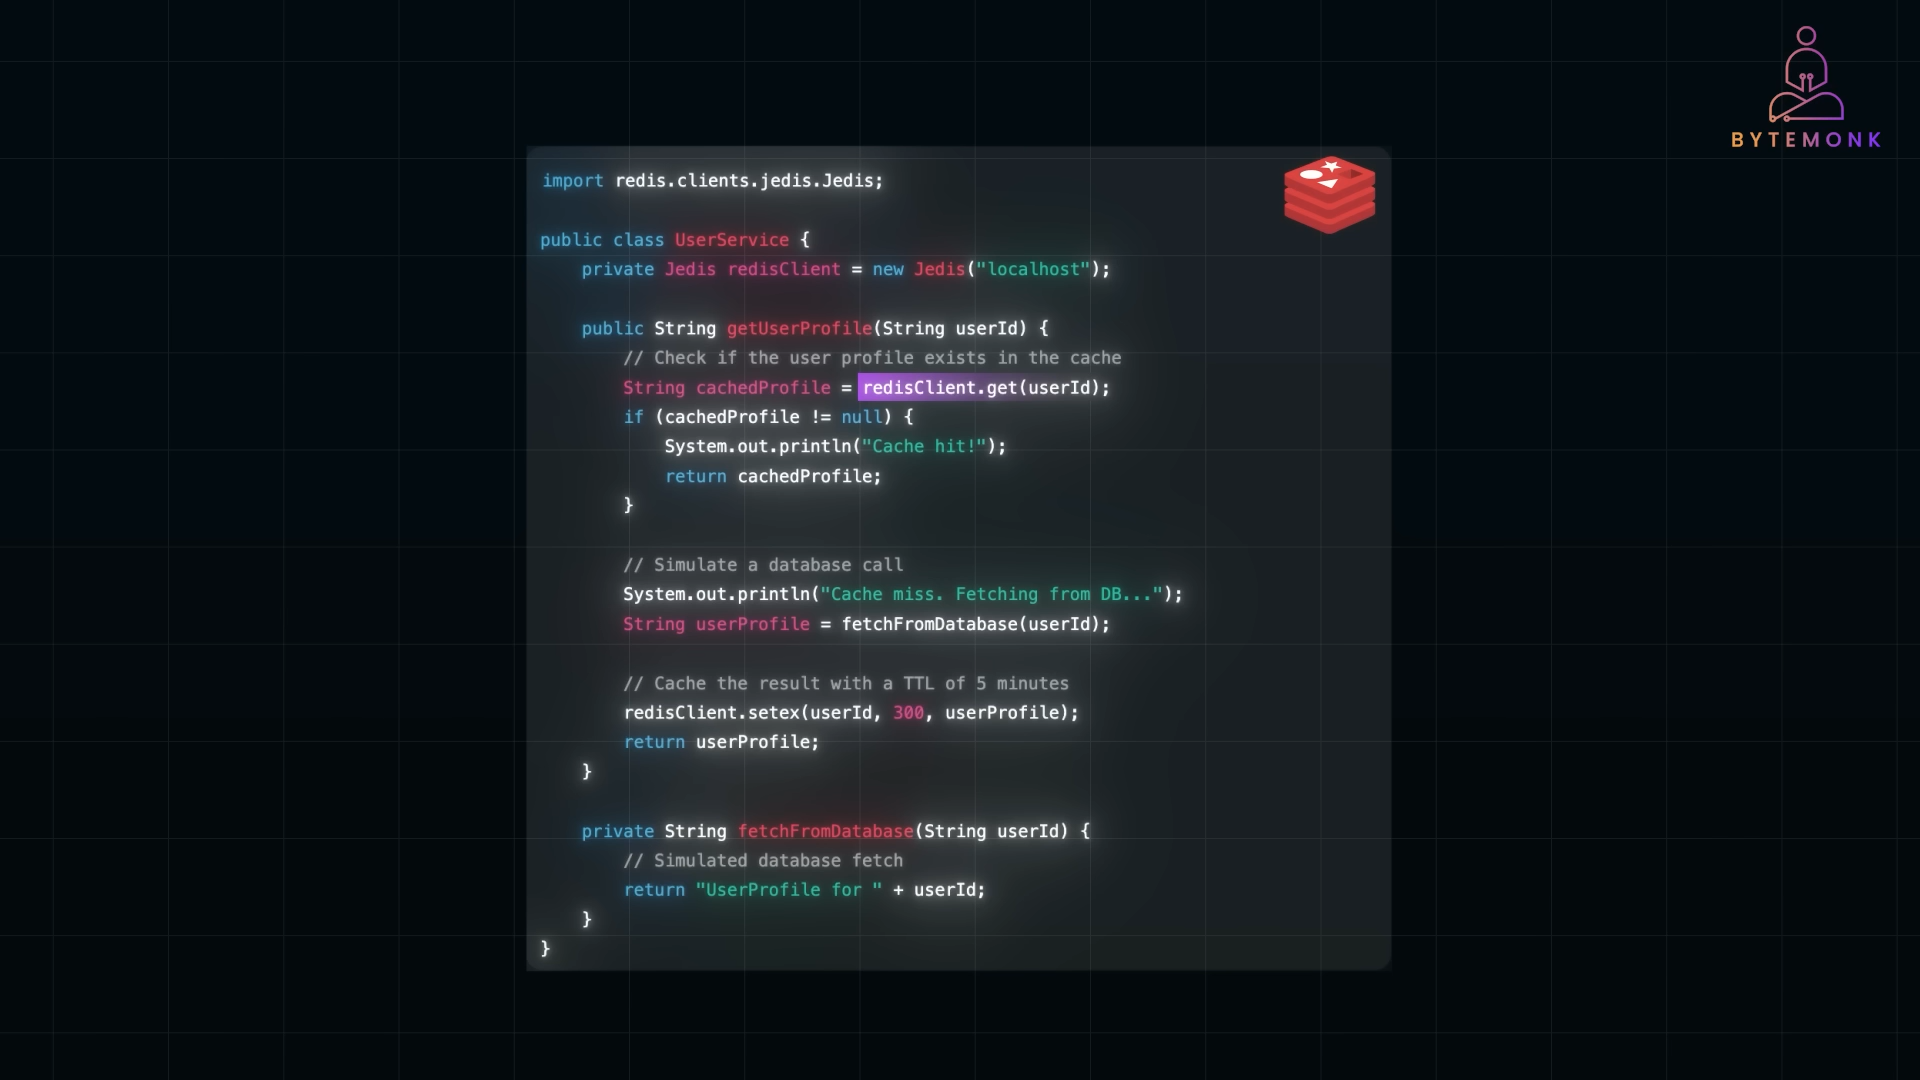 BYTEMONK
import redis.clients.jedis.Jedis;
public class UserService {
    private Jedis redisClient = new Jedis("localhost");
    public String getUserProfile(String userId) {
        // Check if the user profile exists in the cache
        String cachedProfile = redisClient.get(userId);
        if (cachedProfile != null) {
            System.out.println("Cache hit!");
            return cachedProfile;
        }
        // Simulate a database call
        System.out.println("Cache miss. Fetching from DB...");
        String userProfile = fetchFromDatabase(userId);
        // Cache the result with a TTL of 5 minutes
        redisClient.setex(userId, 300, userProfile);
        return userProfile;
    }
    private String fetchFromDatabase(String userId) {
        // Simulated database fetch
        return "UserProfile for " + userId;
    }
}